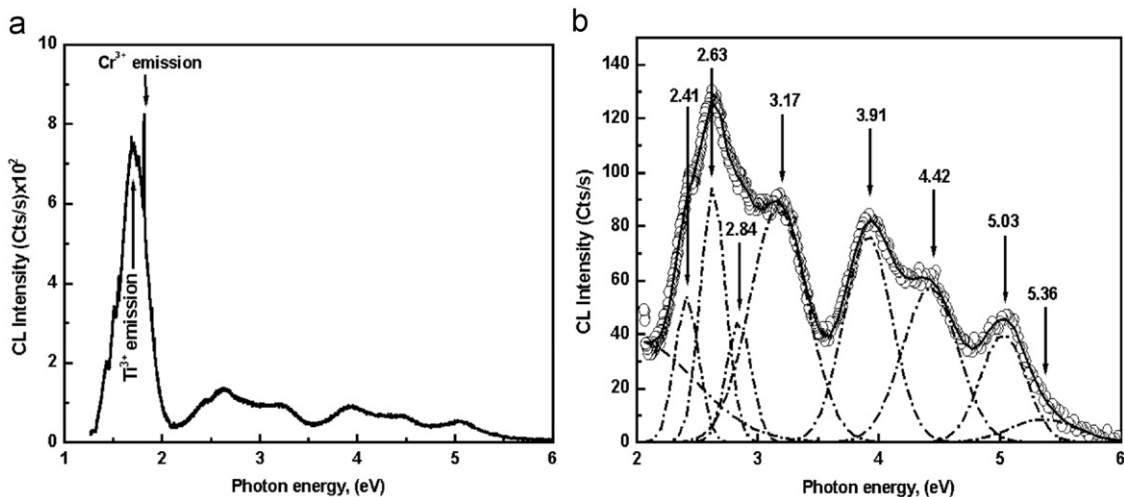 a
10
8
6
4
2
0
CL Intensity (Cts/s)x10²
Cr³⁺ emission
Ti³⁺ emission
1 2 3 4 5 6
Photon energy, (eV)
b
140
120
100
80
60
40
20
0
CL Intensity (Cts/s)
2.41
2.63
2.84
3.17
3.91
4.42
5.03
5.36
2 3 4 5 6
Photon energy, (eV)